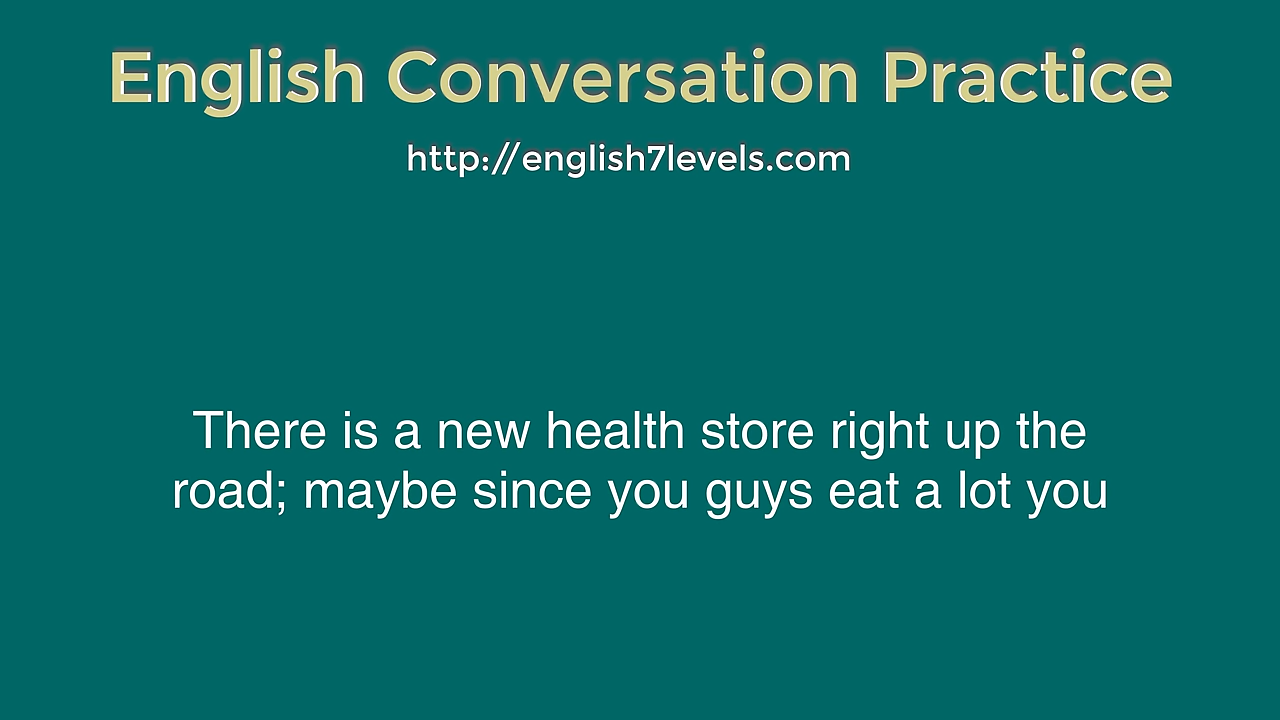 English Conversation Practice
http://english7levels.com
There is a new health store right up the
road; maybe since you guys eat a lot you